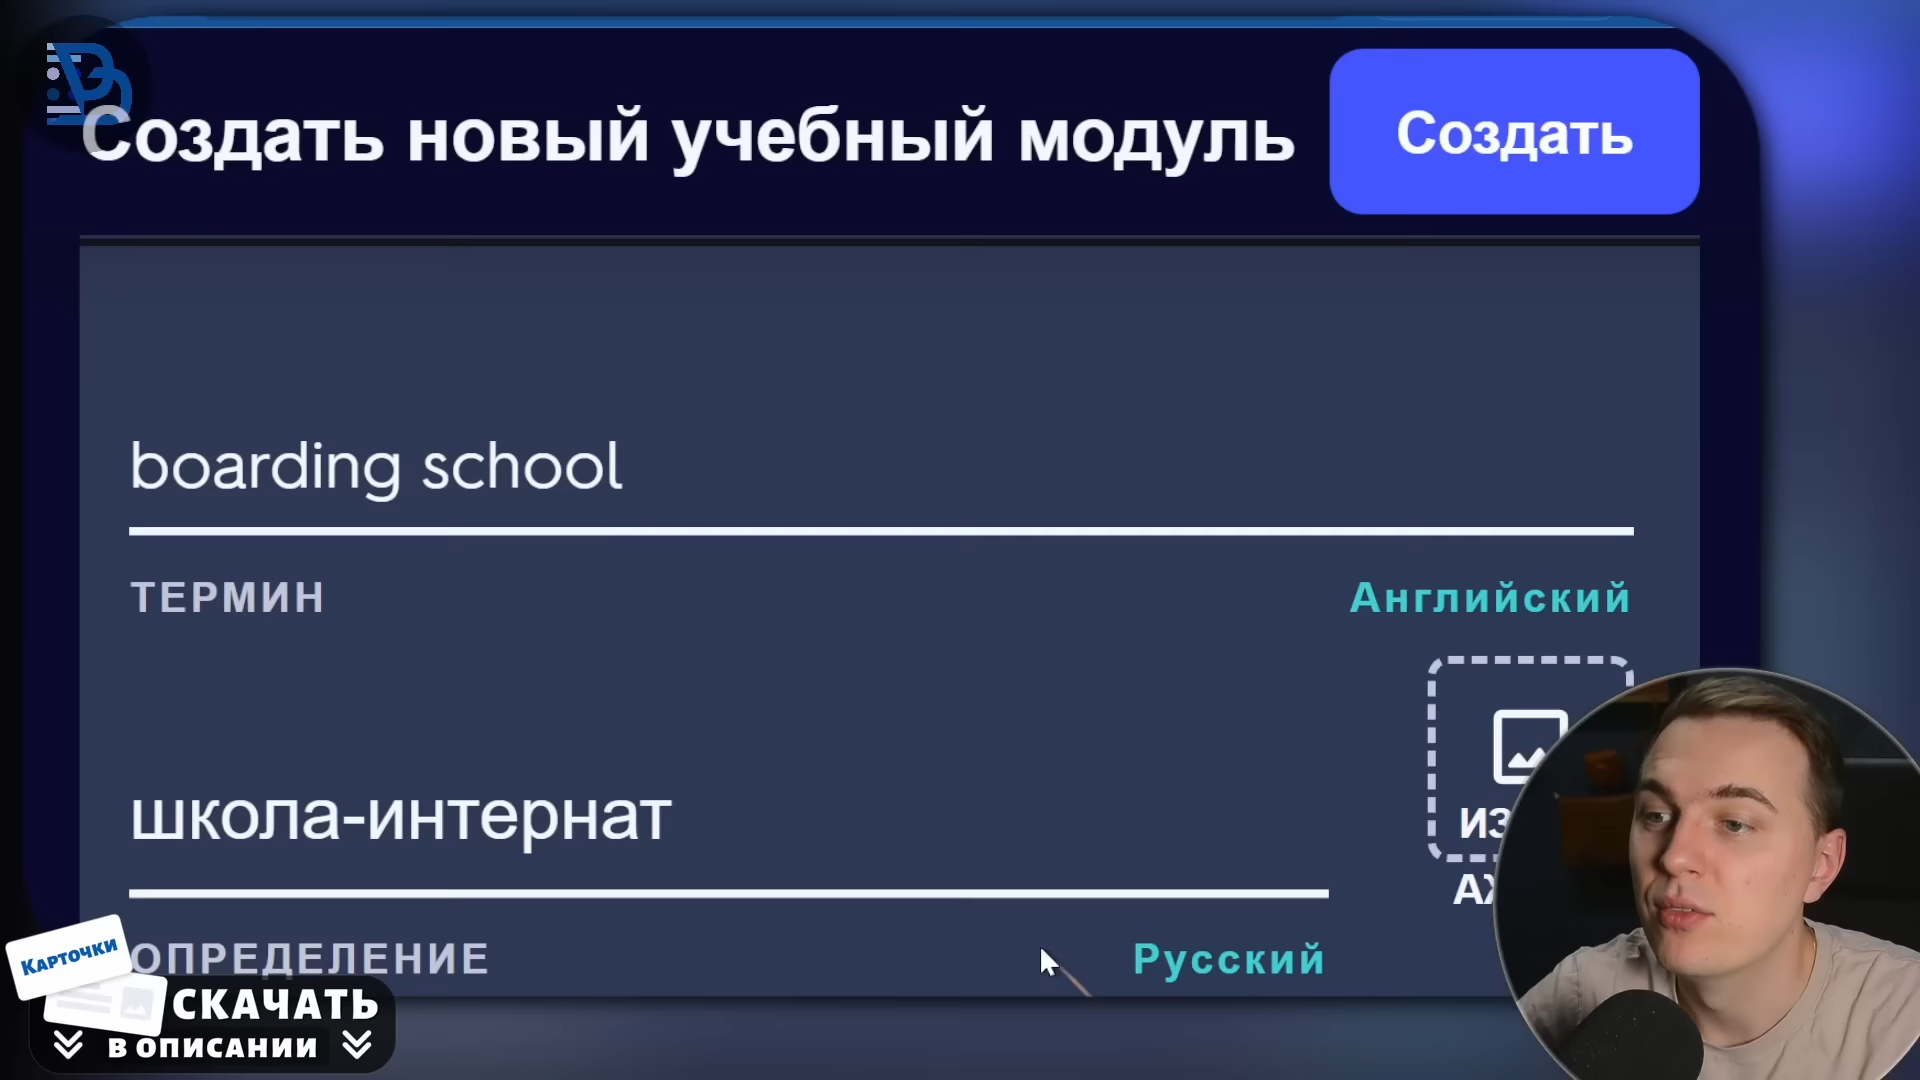 Создать новый учебный модуль
Создать
boarding school
ТЕРМИН
Английский
школа-интернат
ОПРЕДЕЛЕНИЕ
Русский
Карточки
СКАЧАТЬ
В ОПИСАНИИ